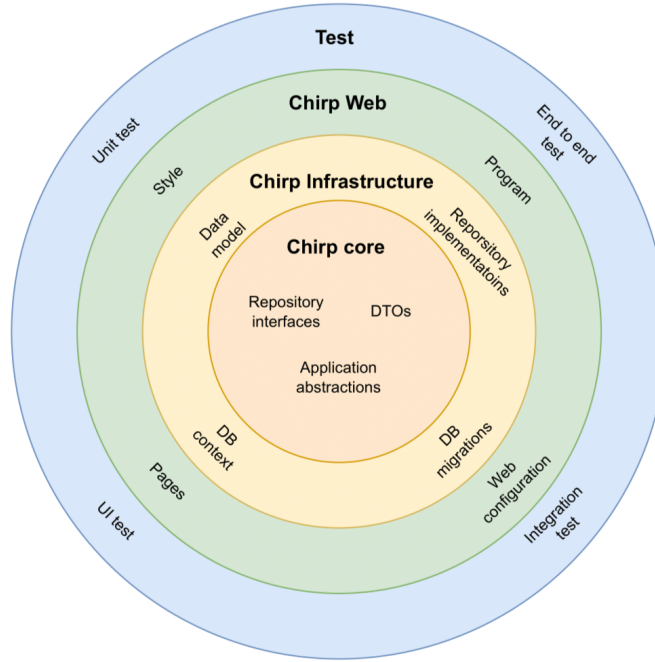 Test
Unit test
End to end
test
Chirp Web
Style
Program
Chirp Infrastructure
Data
model
Reporsitory
implementatoins
Chirp core
Repository
interfaces
DTOs
Application
abstractions
DB
context
DB
migrations
Pages
Web
configuration
UI test
Integration
test